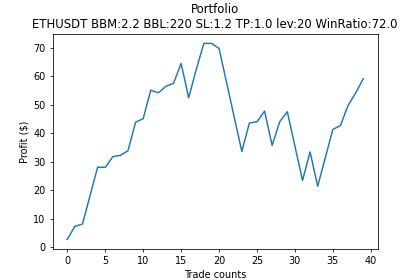 Portfolio
ETHUSDT BBM:2.2 BBL:220 SL:1.2 TP:1.0 lev:20 WinRatio:72.0
70
60
50
40
30
20
10
0
Profit ($)
0 5 10 15 20 25 30 35 40
Trade counts